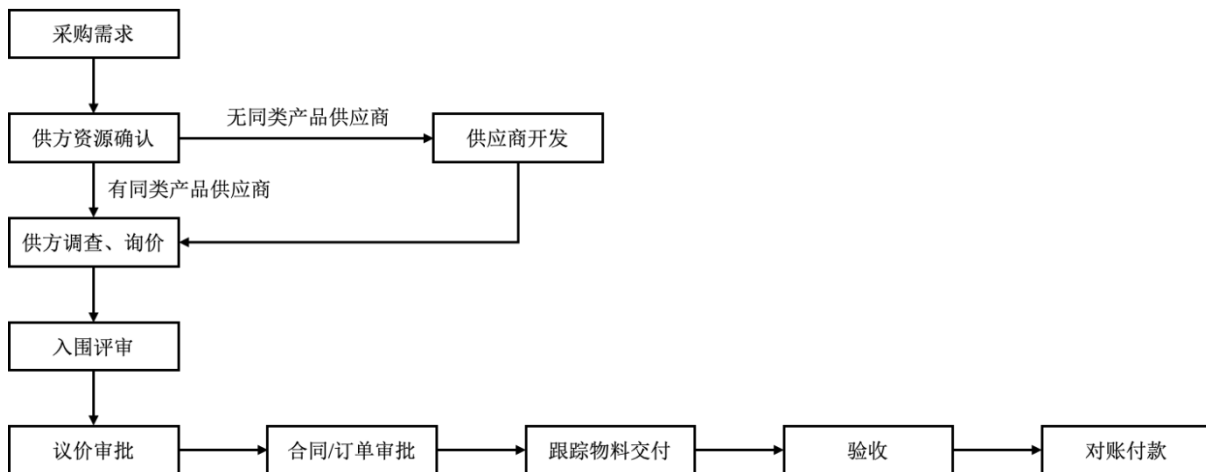 采购需求
无同类产品供应商
供方资源确认
供应商开发
有同类产品供应商
供方调查、询价
入围评审
议价审批
合同/订单审批
跟踪物料交付
验收
对账付款